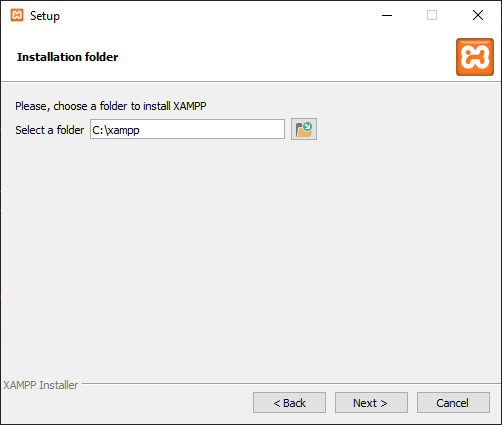 Setup
Installation folder
Please, choose a folder to install XAMPP
Select a folder C:\xampp
XAMPP Installer
< Back Next > Cancel